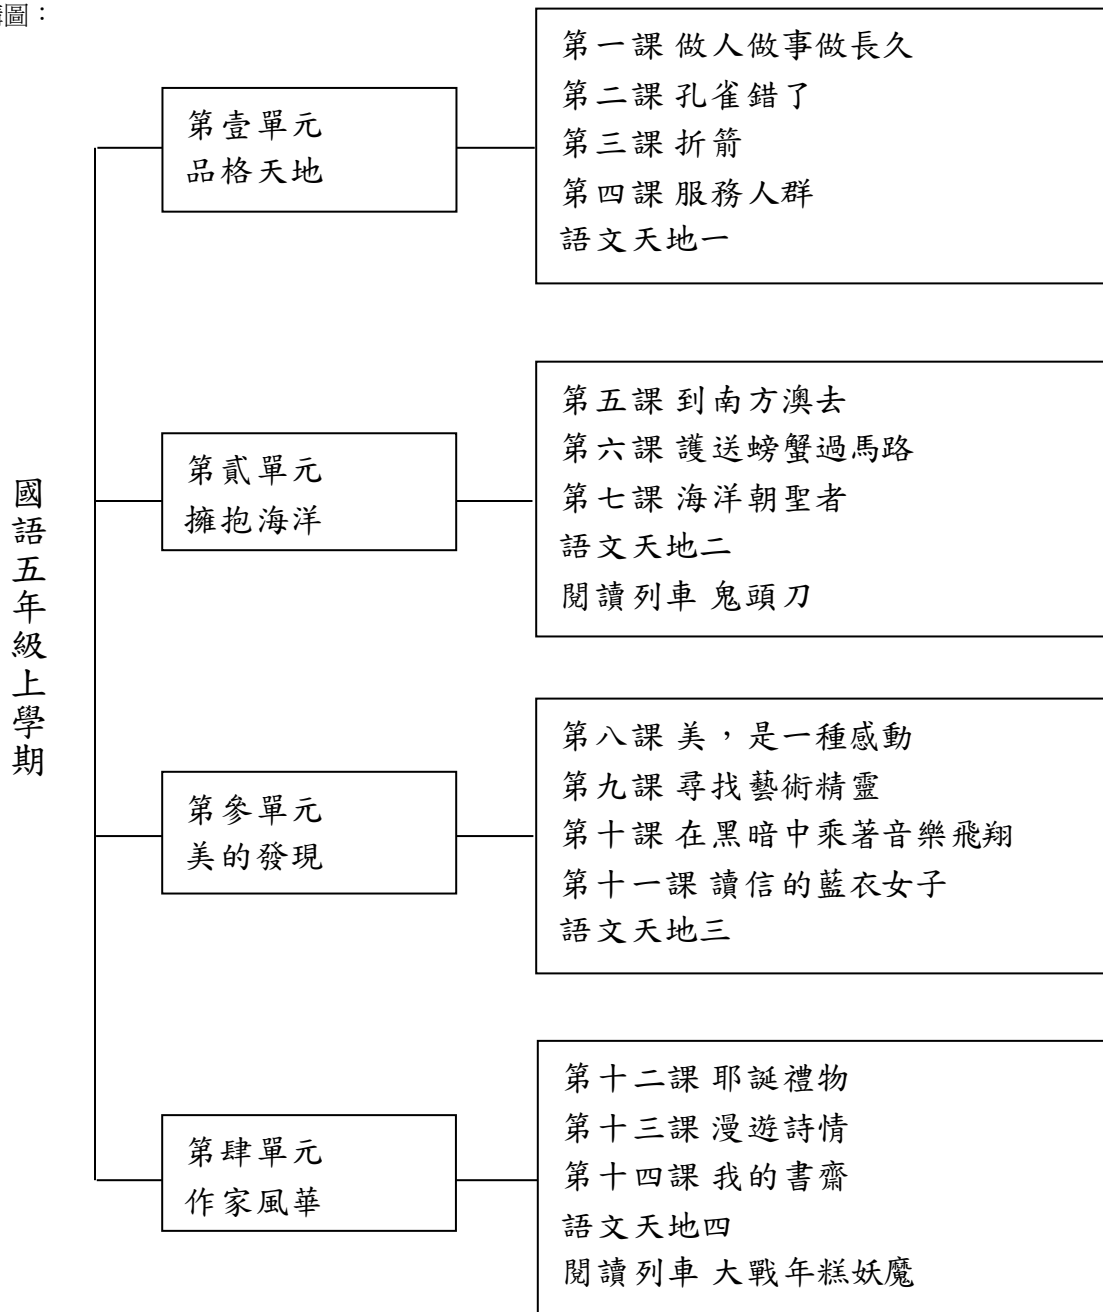 構圖：
國語五年級上學期
第壹單元
品格天地
第一課 做人做事做長久
第二課 孔雀錯了
第三課 折箭
第四課 服務人群
語文天地一
第貳單元
擁抱海洋
第五課 到南方澳去
第六課 護送螃蟹過馬路
第七課 海洋朝聖者
語文天地二
閱讀列車 鬼頭刀
第參單元
美的發現
第八課 美，是一種感動
第九課 尋找藝術精靈
第十課 在黑暗中乘著音樂飛翔
第十一課 讀信的藍衣女子
語文天地三
第肆單元
作家風華
第十二課 耶誕禮物
第十三課 漫遊詩情
第十四課 我的書齋
語文天地四
閱讀列車 大戰年糕妖魔